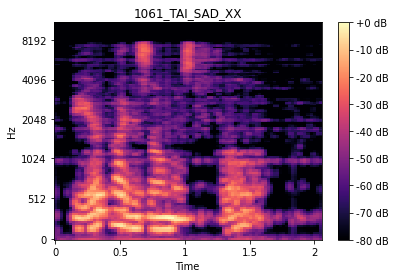 1061_TAI_SAD_XX
8192
4096
2048
1024
512
0
Hz
0
0.5
1
1.5
2
Time
+0 dB
-10 dB
-20 dB
-30 dB
-40 dB
-50 dB
-60 dB
-70 dB
-80 dB